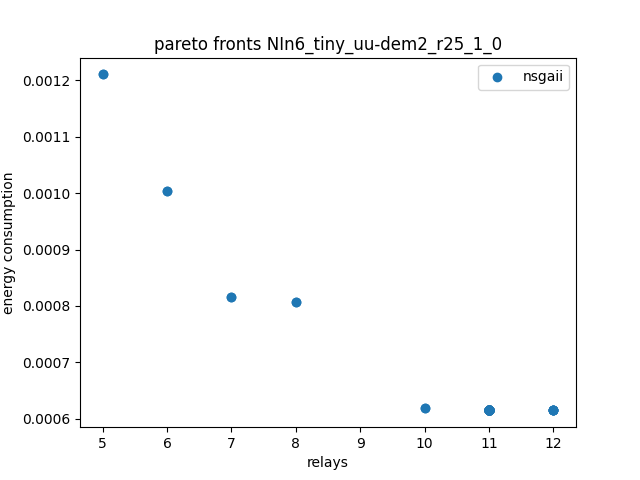 pareto fronts NIn6_tiny_uu-dem2_r25_1_0
nsgaii
energy consumption
0.0012
0.0011
0.0010
0.0009
0.0008
0.0007
0.0006
5 6 7 8 9 10 11 12
relays